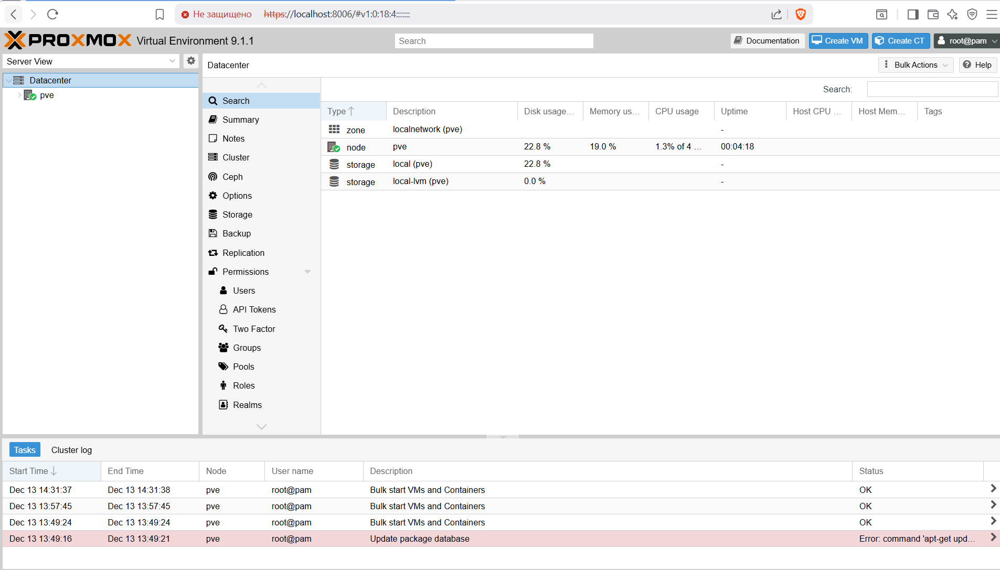 Не защищено https://localhost:8006/#v1:0:18:4:::::::
PROXMOX Virtual Environment 9.1.1
Search
Documentation
Create VM
Create CT
root@pam
Server View
Datacenter
pve
Datacenter
Bulk Actions
Help
Search
Summary
Notes
Cluster
Ceph
Options
Storage
Backup
Replication
Permissions
Users
API Tokens
Two Factor
Groups
Pools
Roles
Realms
Search:
Type Description Disk usage... Memory us... CPU usage Uptime Host CPU ... Host Mem... Tags
zone localnetwork (pve) -
node pve 22.8 % 19.0 % 1.3% of 4 ... 00:04:18
storage local (pve) 22.8 % -
storage local-lvm (pve) 0.0 % -
Tasks Cluster log
Start Time End Time Node User name Description Status
Dec 13 14:31:37 Dec 13 14:31:38 pve root@pam Bulk start VMs and Containers OK
Dec 13 13:57:45 Dec 13 13:57:45 pve root@pam Bulk start VMs and Containers OK
Dec 13 13:49:24 Dec 13 13:49:24 pve root@pam Bulk start VMs and Containers OK
Dec 13 13:49:16 Dec 13 13:49:21 pve root@pam Update package database Error: command 'apt-get upd...